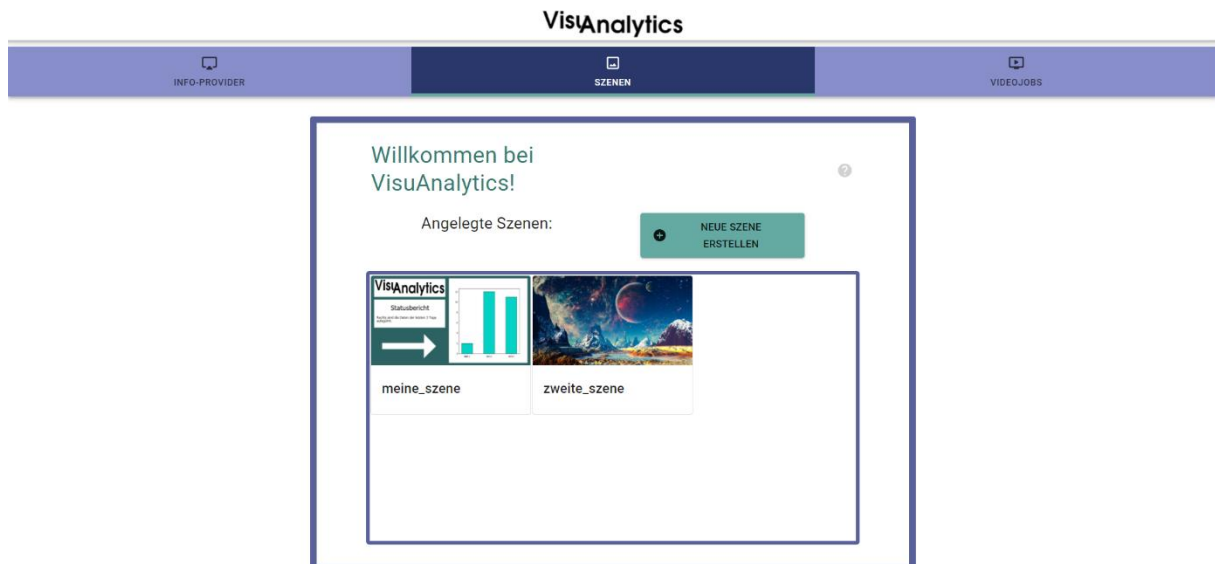 VisuAnalytics
INFO-PROVIDER
SZENEN
VIDEOJOBS
Willkommen bei
VisuAnalytics!
Angelegte Szenen:
NEUE SZENE
ERSTELLEN
VisuAnalytics
Statusbericht
meine_szene
zweite_szene